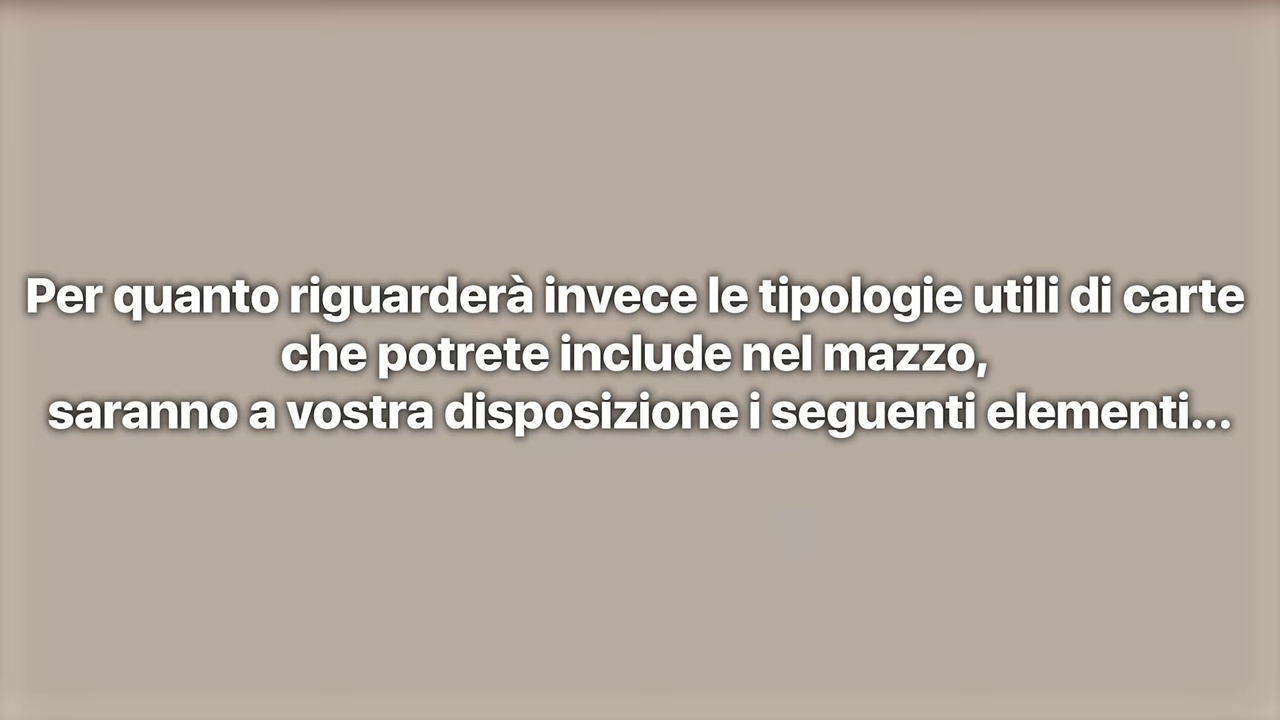 Per quanto riguarderà invece le tipologie utili di carte
che potrete include nel mazzo,
saranno a vostra disposizione i seguenti elementi...